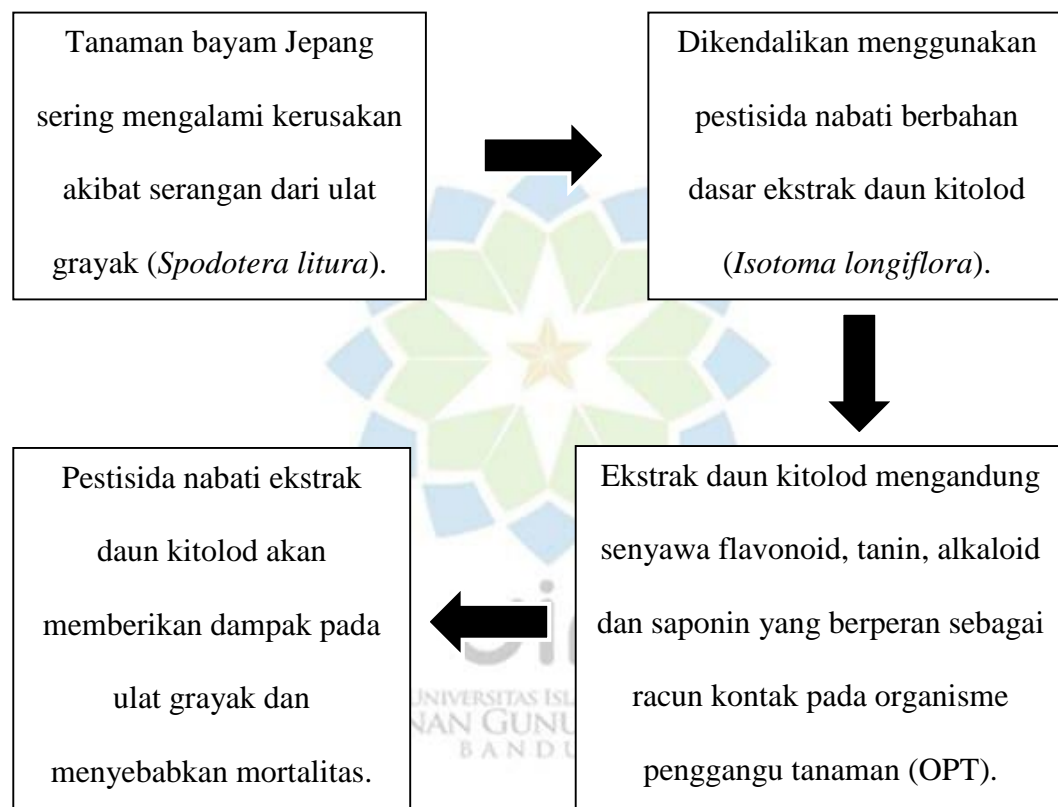 Tanaman bayam Jepang
sering mengalami kerusakan
akibat serangan dari ulat
grayak (Spodotera litura).
Dikendalikan menggunakan
pestisida nabati berbahan
dasar ekstrak daun kitolod
(Isotoma longiflora).
Ekstrak daun kitolod mengandung
senyawa flavonoid, tanin, alkaloid
dan saponin yang berperan sebagai
racun kontak pada organisme
penggangu tanaman (OPT).
Pestisida nabati ekstrak
daun kitolod akan
memberikan dampak pada
ulat grayak dan
menyebabkan mortalitas.
UNIVERSITAS